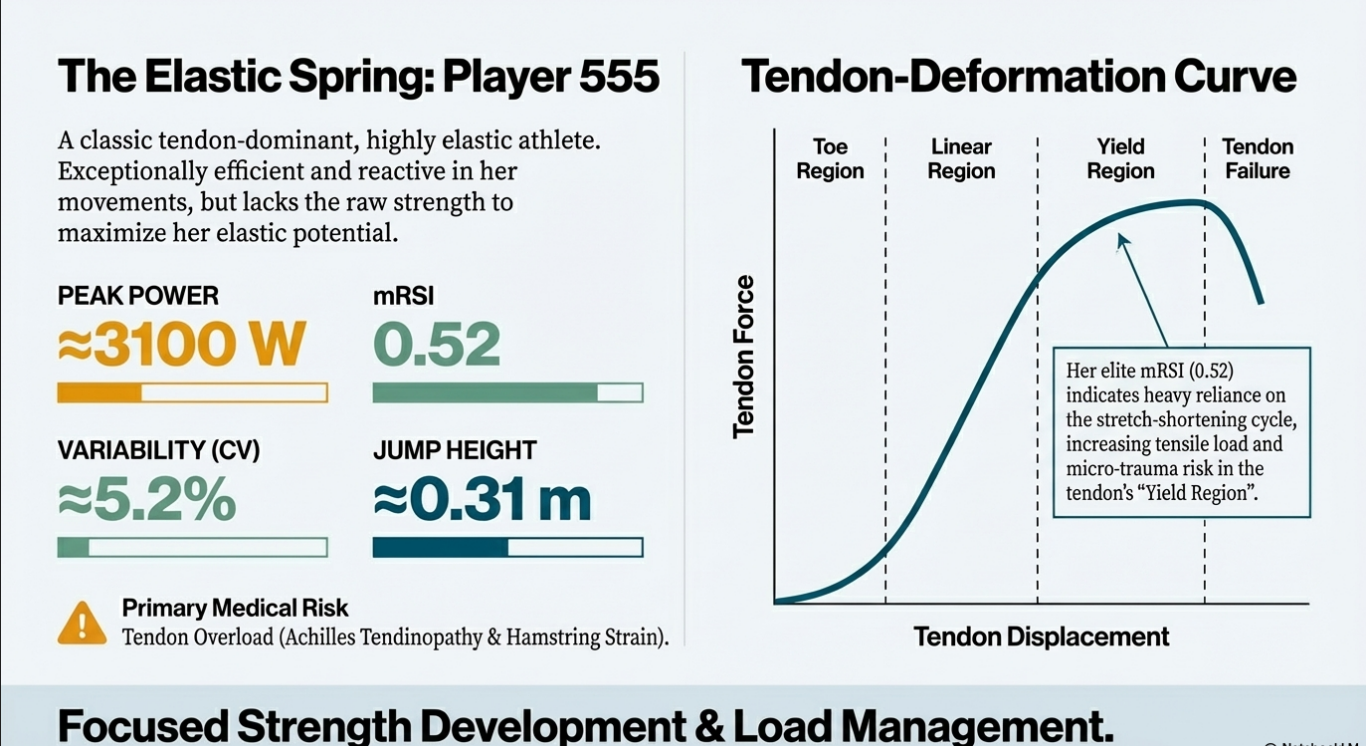 The Elastic Spring: Player 555
A classic tendon-dominant, highly elastic athlete.
Exceptionally efficient and reactive in her
movements, but lacks the raw strength to
maximize her elastic potential.
PEAK POWER
≈3100 W
mRSI
0.52
VARIABILITY (CV)
≈5.2%
JUMP HEIGHT
≈0.31 m
Primary Medical Risk
Tendon Overload (Achilles Tendinopathy & Hamstring Strain).
Tendon-Deformation Curve
Toe
Region
Linear
Region
Yield
Region
Tendon
Failure
Tendon Force
Her elite mRSI (0.52)
indicates heavy reliance on
the stretch-shortening cycle,
increasing tensile load and
micro-trauma risk in the
tendon's “Yield Region”.
Tendon Displacement
Focused Strength Development & Load Management.